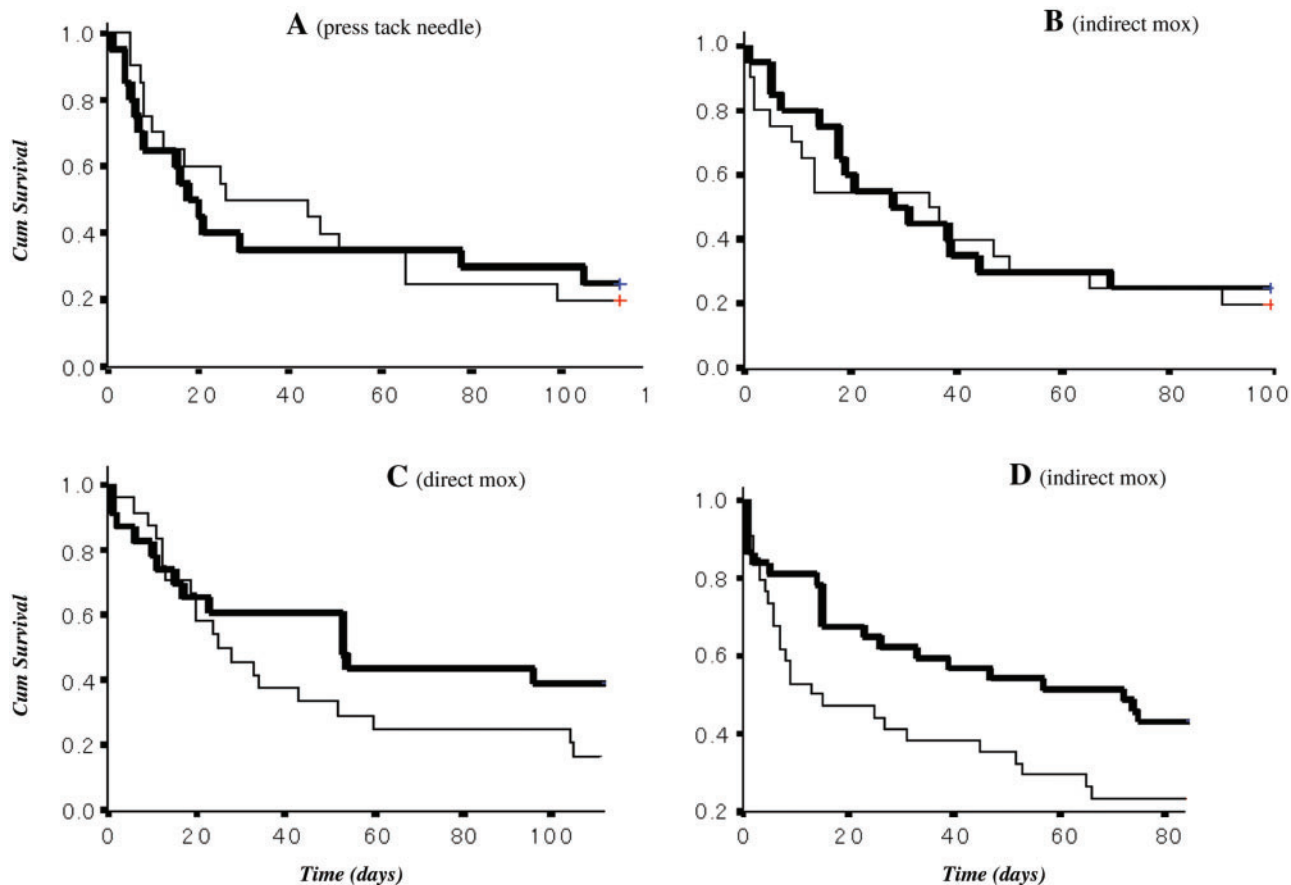 A (press tack needle)
1.0
0.8
0.6
0.4
0.2
0.0
Cum Survival
0 20 40 60 80 100 1
B (indirect mox)
1.0
0.8
0.6
0.4
0.2
0.0
0 20 40 60 80 100
C (direct mox)
1.0
0.8
0.6
0.4
0.2
0.0
Cum Survival
0 20 40 60 80 100
Time (days)
D (indirect mox)
1.0
0.8
0.6
0.4
0.2
0 20 40 60 80
Time (days)